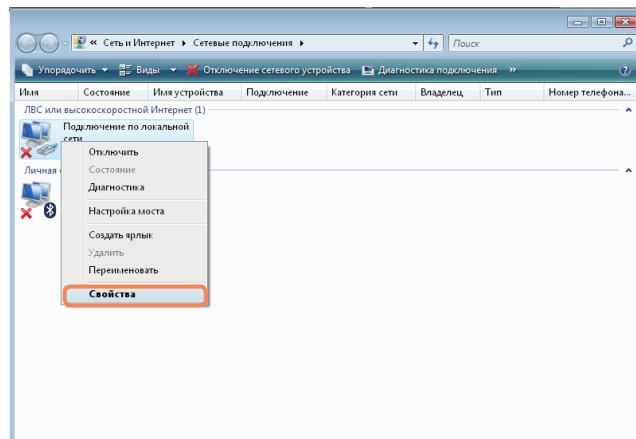 « Сеть и Интернет ▸ Сетевые подключения ▸ Поиск
Упорядочить Виды Отключение сетевого устройства Диагностика подключения »
Имя Состояние Имя устройства Подключение Категория сети Владелец Тип Номер телефона...
ЛВС или высокоскоростной Интернет (1)
Подключение по локальной
сети
Отключить
Состояние
Личная
Диагностика
Настройка моста
Создать ярлык
Удалить
Переименовать
Свойства